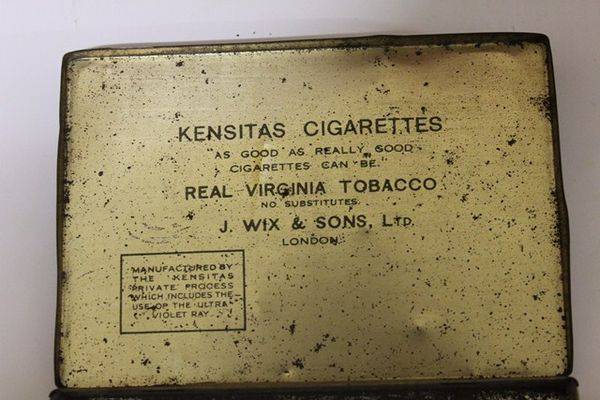 KENSITAS CIGARETTES
"AS GOOD AS REALLY GOOD
CIGARETTES CAN BE."
REAL VIRGINIA TOBACCO
NO SUBSTITUTES.
J. WIX & SONS, LTD.
LONDON.
MANUFACTURED BY
THE KENSITAS
PRIVATE PROCESS
WHICH INCLUDES THE
USE OF THE ULTRA
VIOLET RAY